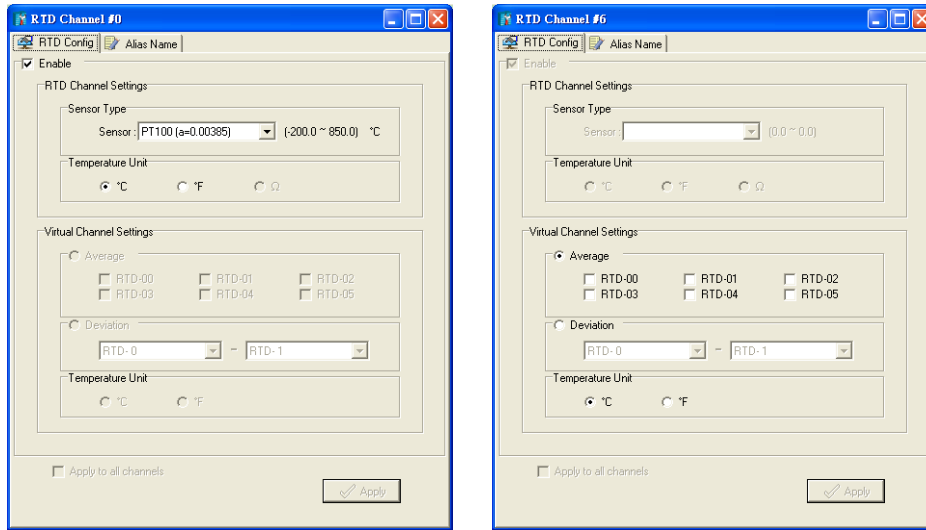 RTD Channel #0
RTD Config Alias Name
Enable
RTD Channel Settings
Sensor Type
Sensor : PT100 (a=0.00385) (-200.0 ~ 850.0) °C
Temperature Unit
°C °F Ω
Virtual Channel Settings
Average
RTD-00 RTD-01 RTD-02
RTD-03 RTD-04 RTD-05
Deviation
RTD- 0 - RTD- 1
Temperature Unit
°C °F
Apply to all channels
Apply
RTD Channel #6
RTD Config Alias Name
Enable
RTD Channel Settings
Sensor Type
Sensor : (0.0 ~ 0.0)
Temperature Unit
°C °F Ω
Virtual Channel Settings
Average
RTD-00 RTD-01 RTD-02
RTD-03 RTD-04 RTD-05
Deviation
RTD- 0 - RTD- 1
Temperature Unit
°C °F
Apply to all channels
Apply